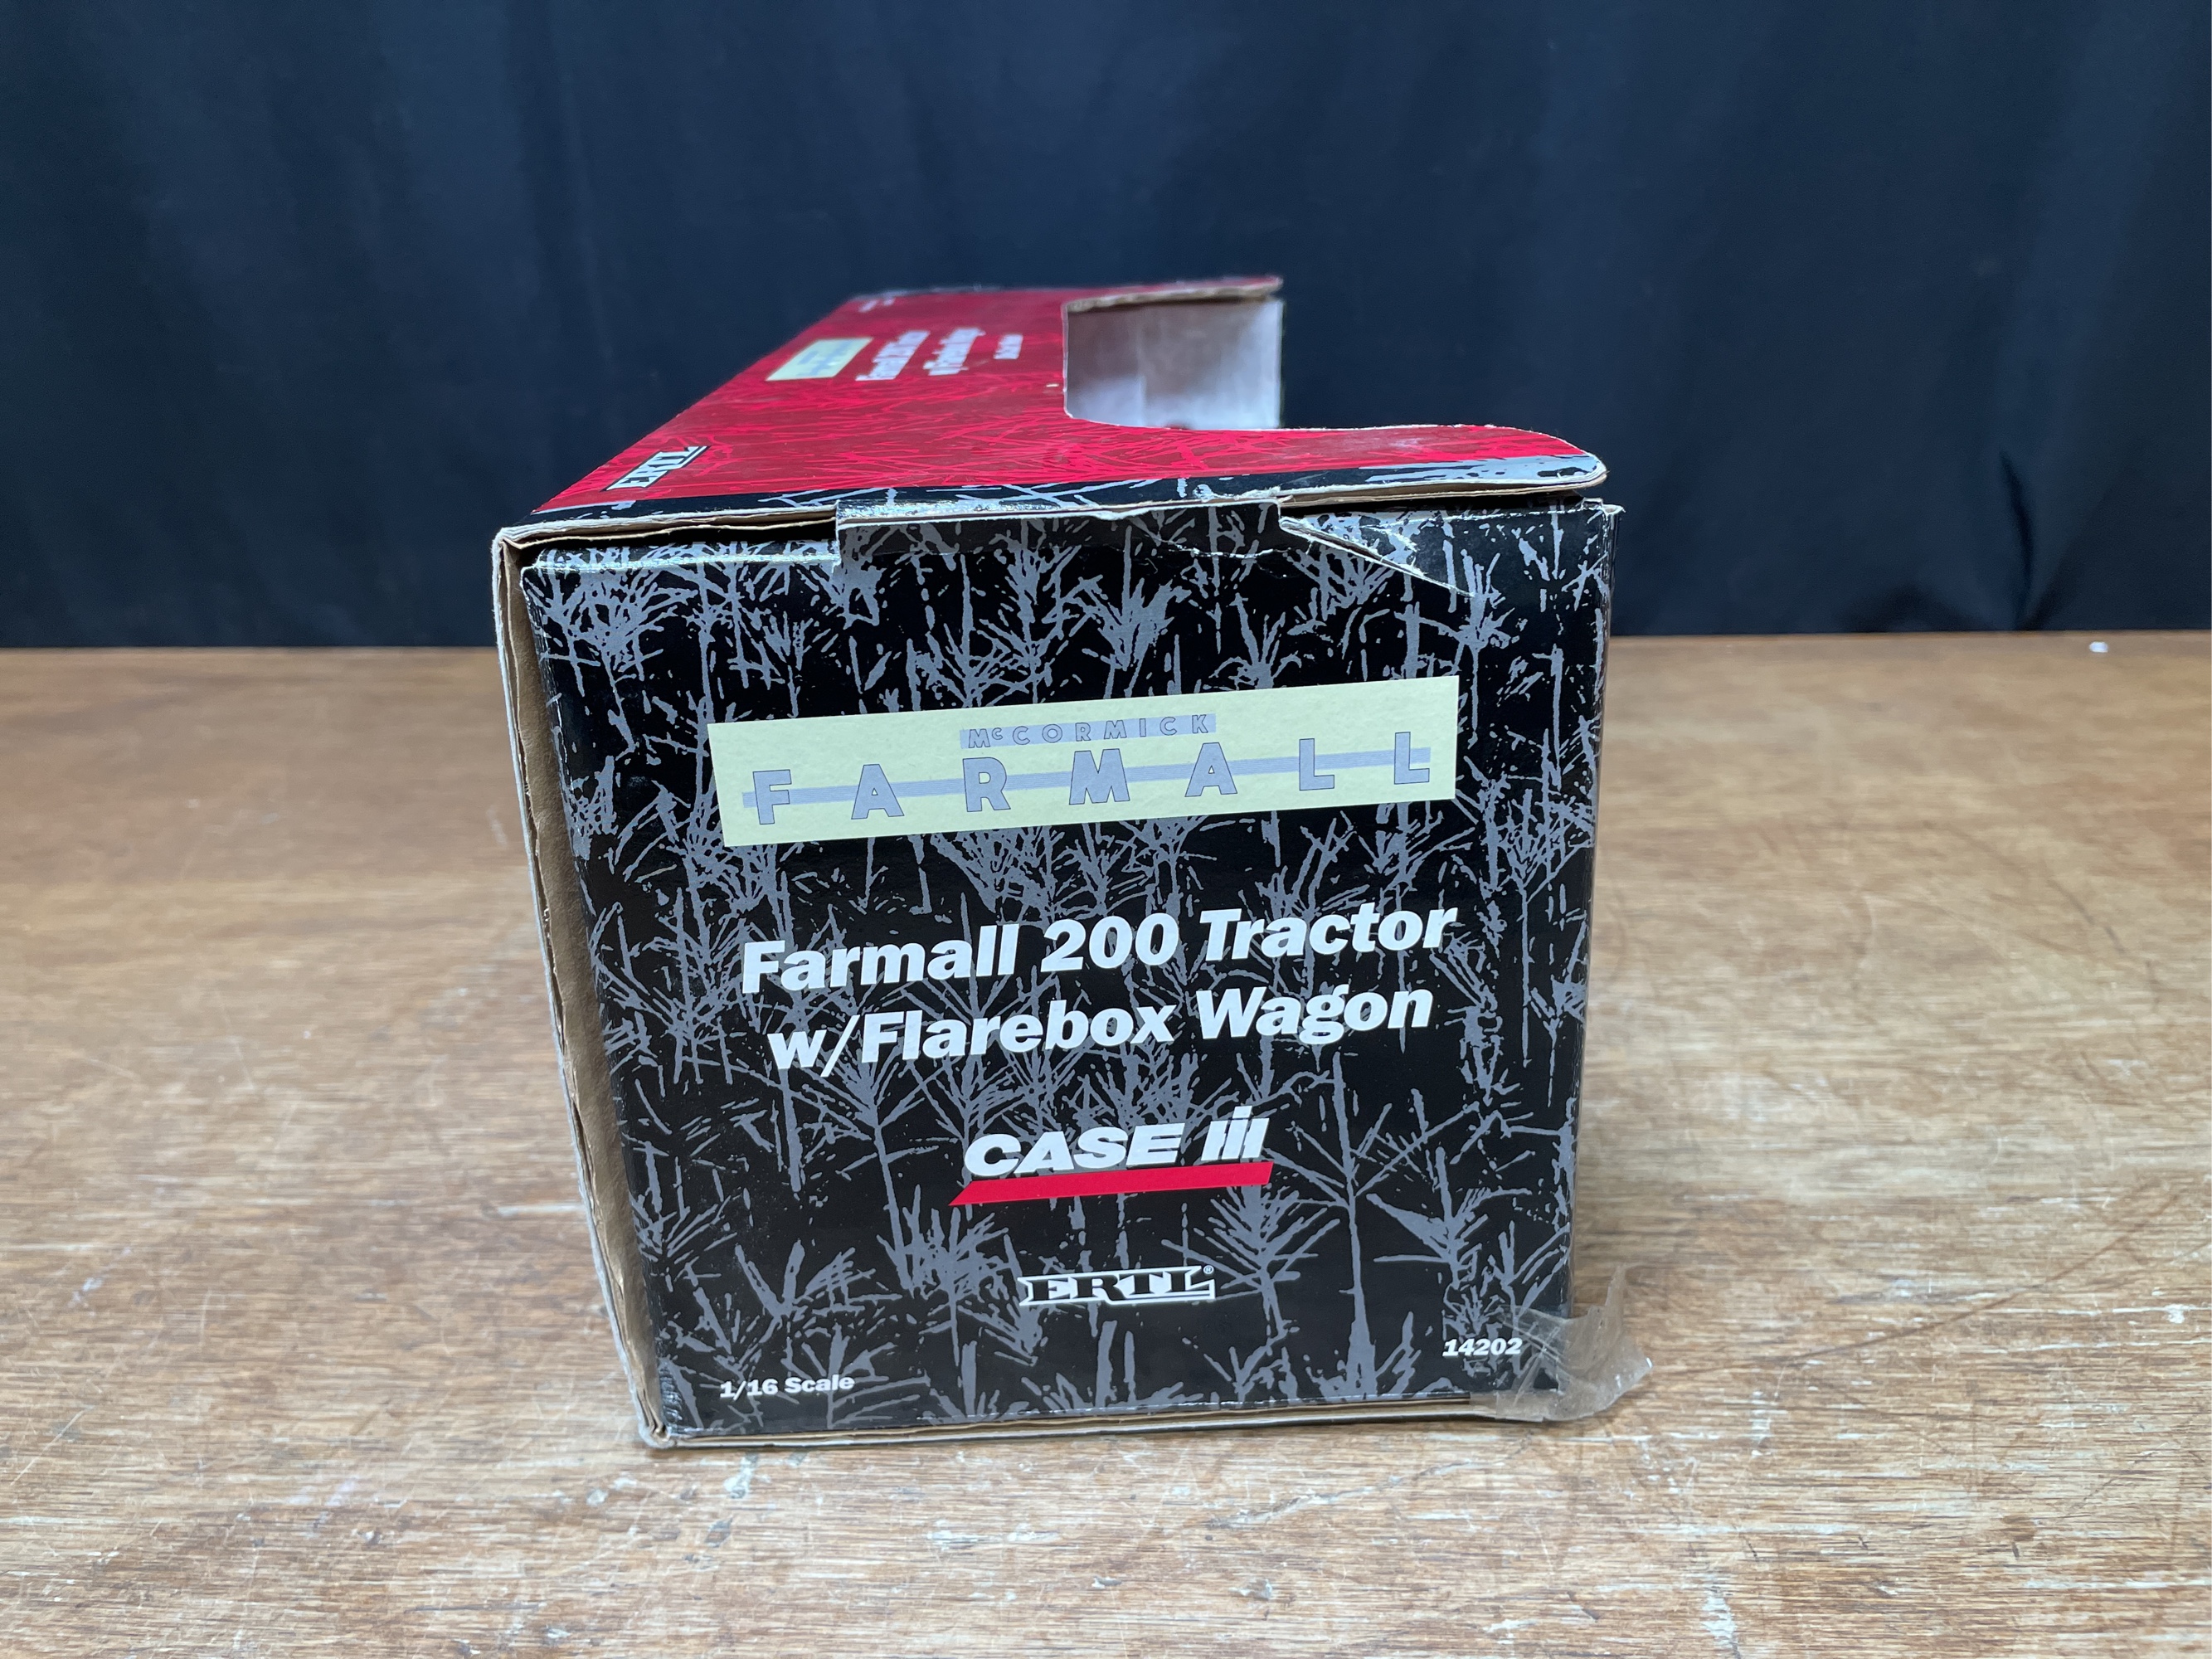 ERTL
McCORMICK
FARMALL
Farmall 200 Tractor
w/Flarebox Wagon
CASE IH
ERTL®
14202
1/16 Scale